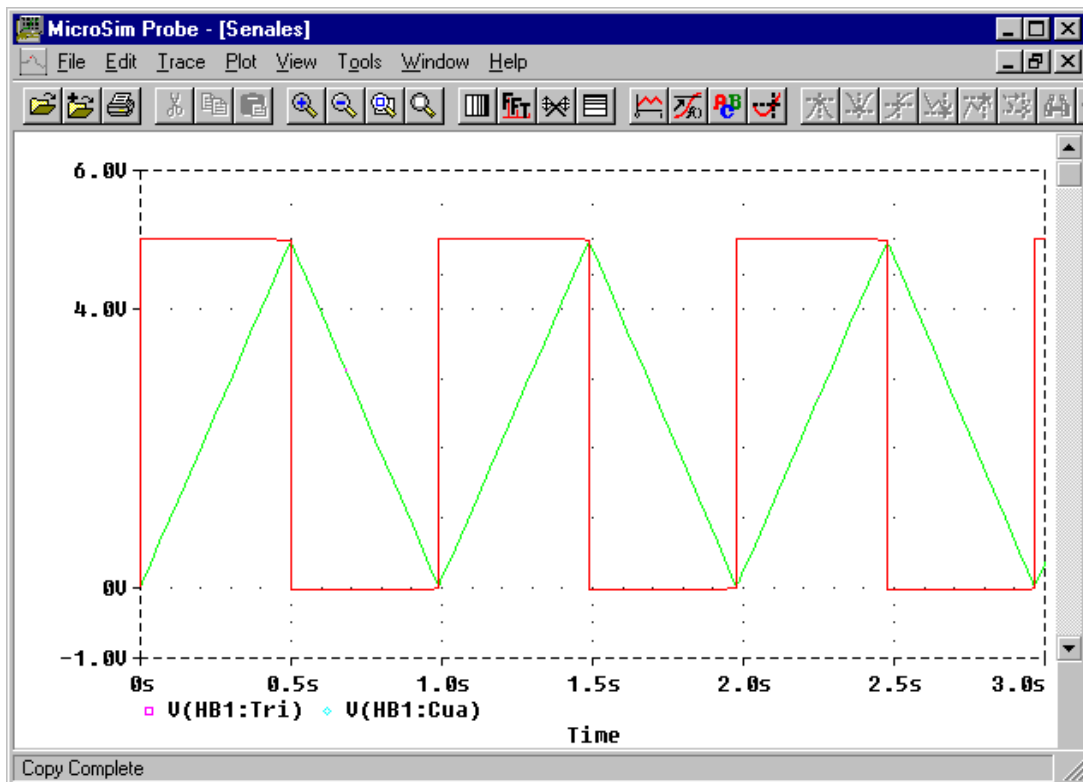 MicroSim Probe - [Senales]
File Edit Trace Plot View Tools Window Help
FFT
ABC
6.0V
4.0V
0V
-1.0V
0s 0.5s 1.0s 1.5s 2.0s 2.5s 3.0s
V(HB1:Tri) V(HB1:Cua)
Time
Copy Complete